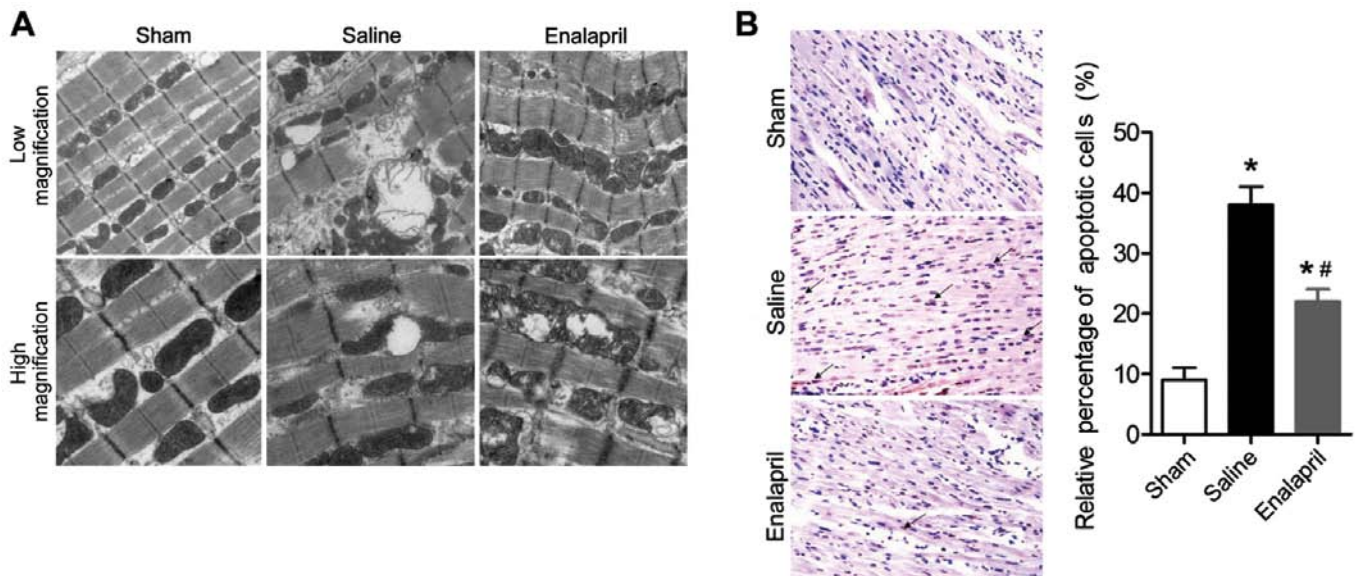 A
Sham
Saline
Enalapril
Low
magnification
High
magnification
B
Sham
Saline
Enalapril
Relative percentage of apoptotic cells (%)
50
40
30
20
10
0
*
*#
Sham
Saline
Enalapril